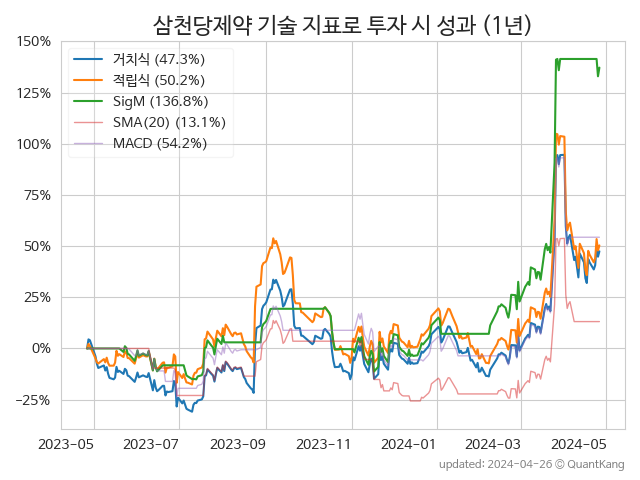 삼천당제약 기술 지표로 투자 시 성과 (1년)
150%
125%
100%
75%
50%
25%
0%
−25%
거치식 (47.3%)
적립식 (50.2%)
SigM (136.8%)
SMA(20) (13.1%)
MACD (54.2%)
2023-05
2023-07
2023-09
2023-11
2024-01
2024-03
2024-05
updated: 2024-04-26 © QuantKang